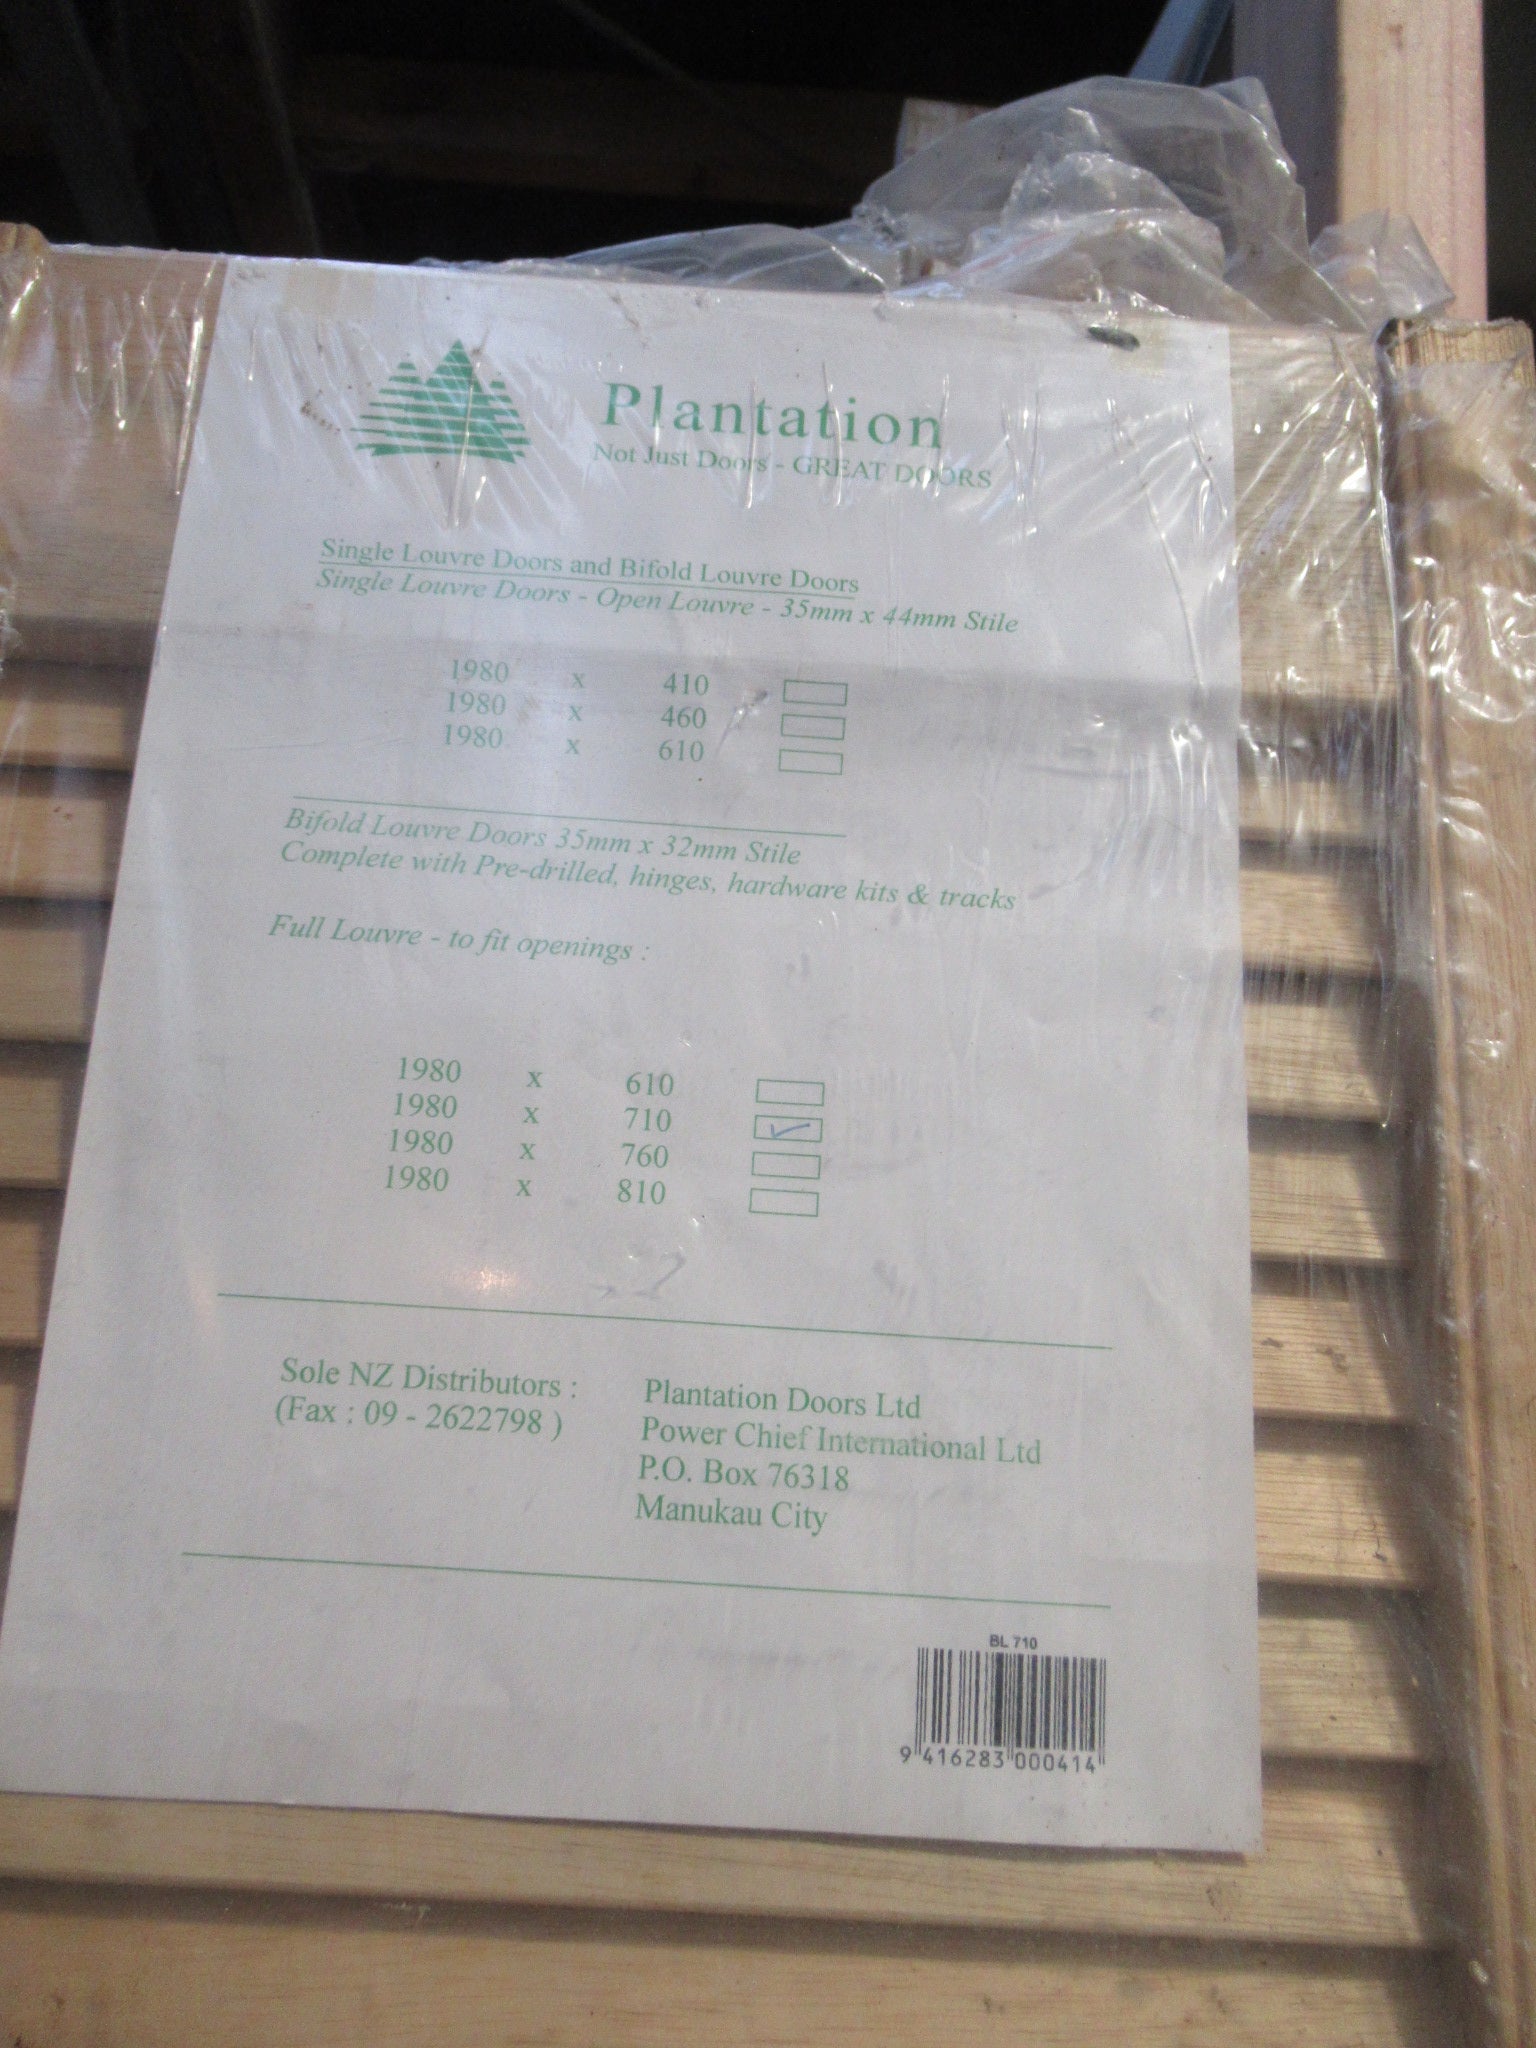 Plantation
Not Just Doors - GREAT DOORS
Single Louvre Doors and Bifold Louvre Doors
Single Louvre Doors - Open Louvre - 35mm x 44mm Stile
1980 x 410
1980 x 460
1980 x 610
Bifold Louvre Doors 35mm x 32mm Stile
Complete with Pre-drilled, hinges, hardware kits & tracks
Full Louvre - to fit openings :
1980 x 610
1980 x 710 ✓
1980 x 760
1980 x 810
Sole NZ Distributors : Plantation Doors Ltd
(Fax : 09 - 2622798 ) Power Chief International Ltd
P.O. Box 76318
Manukau City
BL 710
9 416283 000414